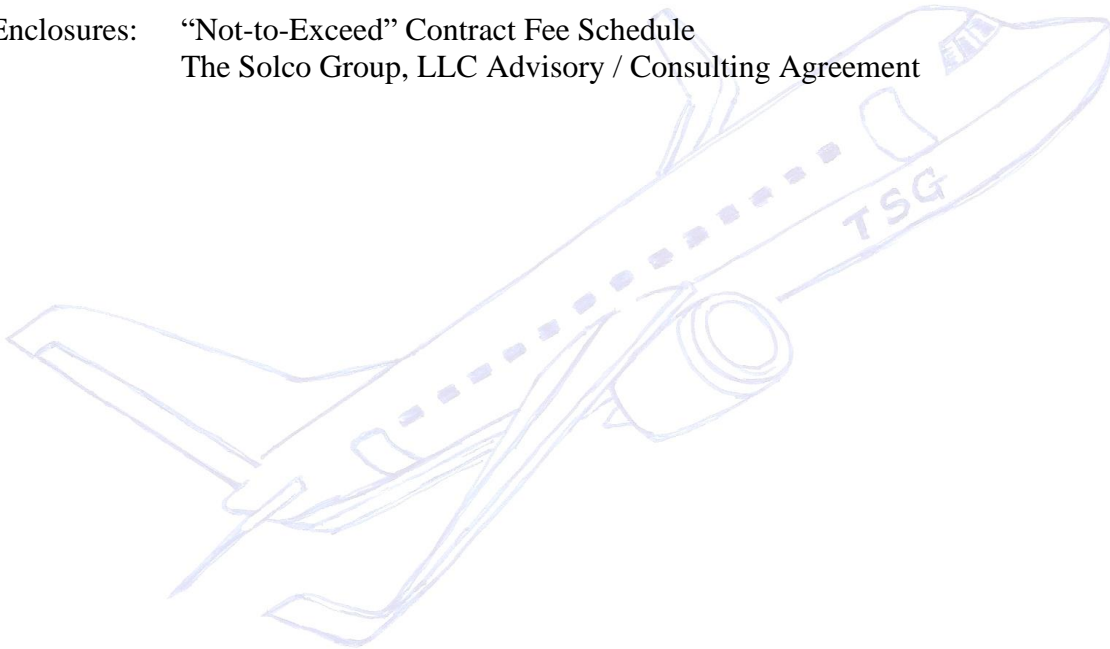 Enclosures: “Not-to-Exceed” Contract Fee Schedule
The Solco Group, LLC Advisory / Consulting Agreement
TSG